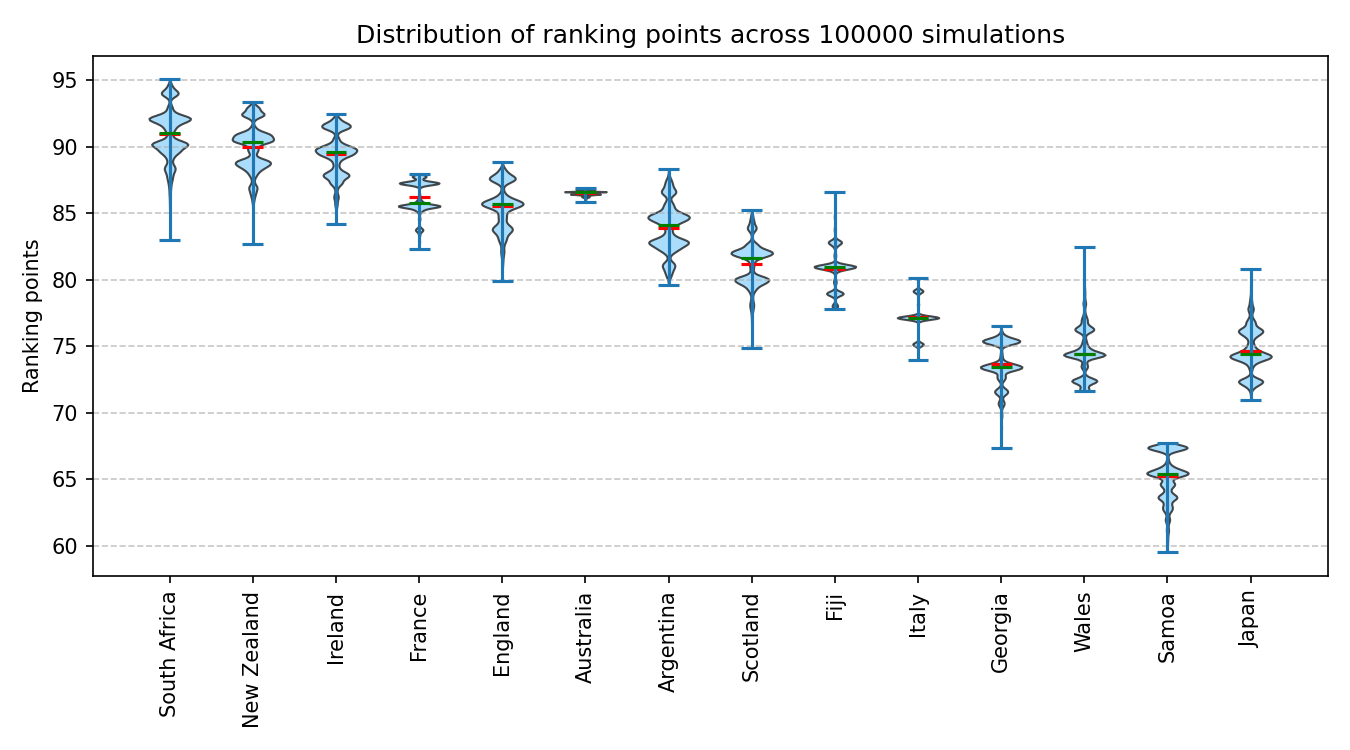 Distribution of ranking points across 100000 simulations
Ranking points
95
90
85
80
75
70
65
60
South Africa
New Zealand
Ireland
France
England
Australia
Argentina
Scotland
Fiji
Italy
Georgia
Wales
Samoa
Japan